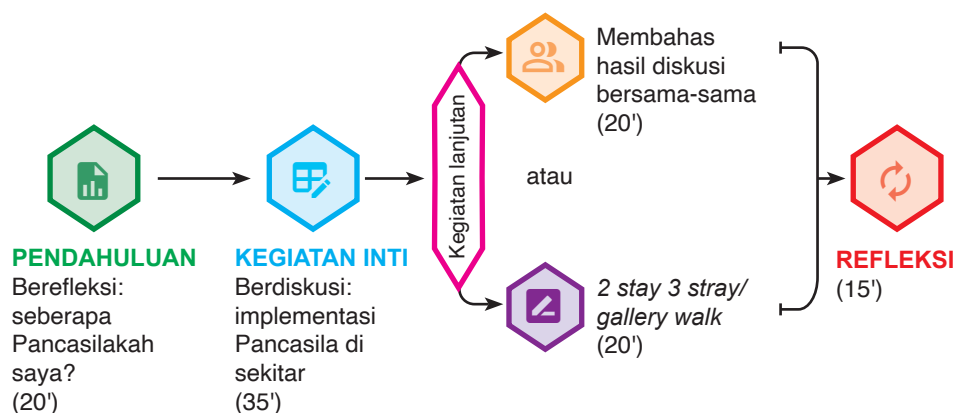 PENDAHULUAN
Berefleksi:
seberapa
Pancasilakah
saya?
(20')
KEGIATAN INTI
Berdiskusi:
implementasi
Pancasila di
sekitar
(35')
Kegiatan lanjutan
Membahas
hasil diskusi
bersama-sama
(20')
atau
2 stay 3 stray/
gallery walk
(20')
REFLEKSI
(15')